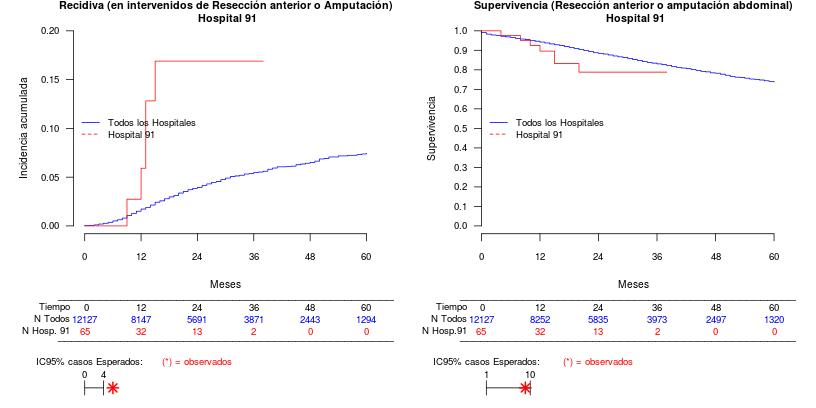 Recidiva (en intervenidos de Resección anterior o Amputación)
Hospital 91
0.20
0.15
0.10
0.05
0.00
Incidencia acumulada
Todos los Hospitales
Hospital 91
0 12 24 36 48 60
Meses
Tiempo 0 12 24 36 48 60
N Todos 12127 8147 5691 3871 2443 1294
N Hosp. 91 65 32 13 2 0 0
IC95% casos Esperados: (*) = observados
0 4
Supervivencia (Resección anterior o amputación abdominal)
Hospital 91
1.0
0.9
0.8
0.7
0.6
0.5
0.4
0.3
0.2
0.1
0.0
Supervivencia
Todos los Hospitales
Hospital 91
0 12 24 36 48 60
Meses
Tiempo 0 12 24 36 48 60
N Todos 12127 8252 5835 3973 2497 1320
N Hosp.91 65 32 13 2 0 0
IC95% casos Esperados: (*) = observados
1 10